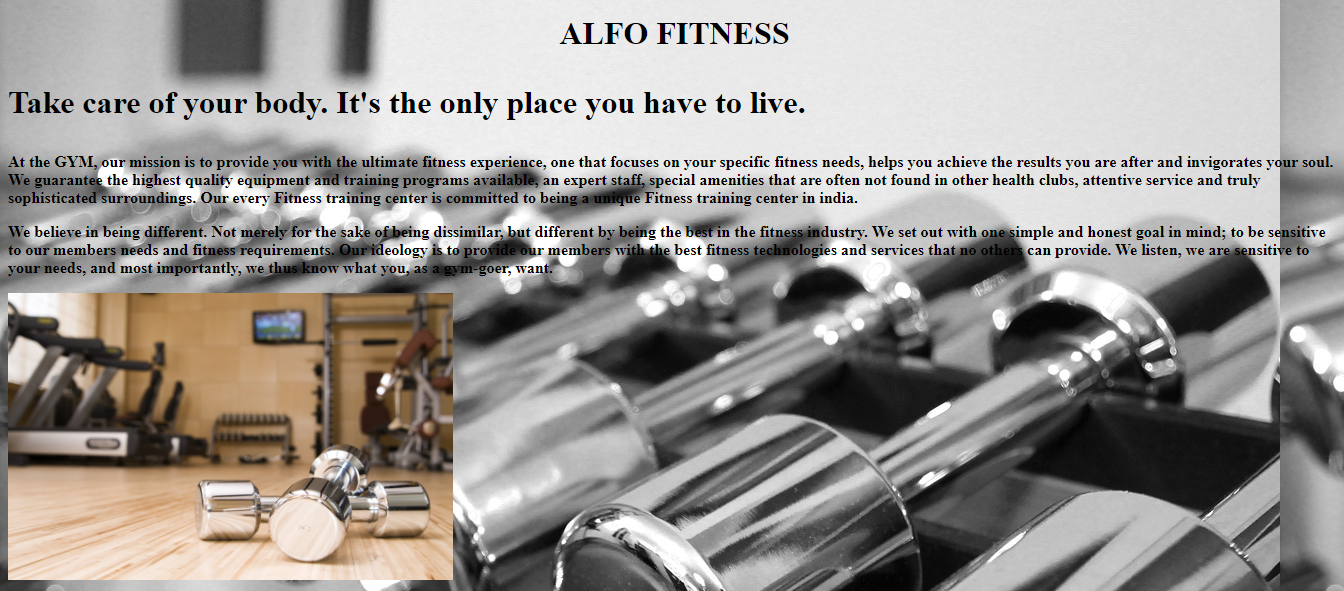 ALFO FITNESS
Take care of your body. It's the only place you have to live.
At the GYM, our mission is to provide you with the ultimate fitness experience, one that focuses on your specific fitness needs, helps you achieve the results you are after and invigorates your soul.
We guarantee the highest quality equipment and training programs available, an expert staff, special amenities that are often not found in other health clubs, attentive service and truly
sophisticated surroundings. Our every Fitness training center is committed to being a unique Fitness training center in india.
We believe in being different. Not merely for the sake of being dissimilar, but different by being the best in the fitness industry. We set out with one simple and honest goal in mind; to be sensitive
to our members needs and fitness requirements. Our ideology is to provide our members with the best fitness technologies and services that no others can provide. We listen, we are sensitive to
your needs, and most importantly, we thus know what you, as a gym-goer, want.